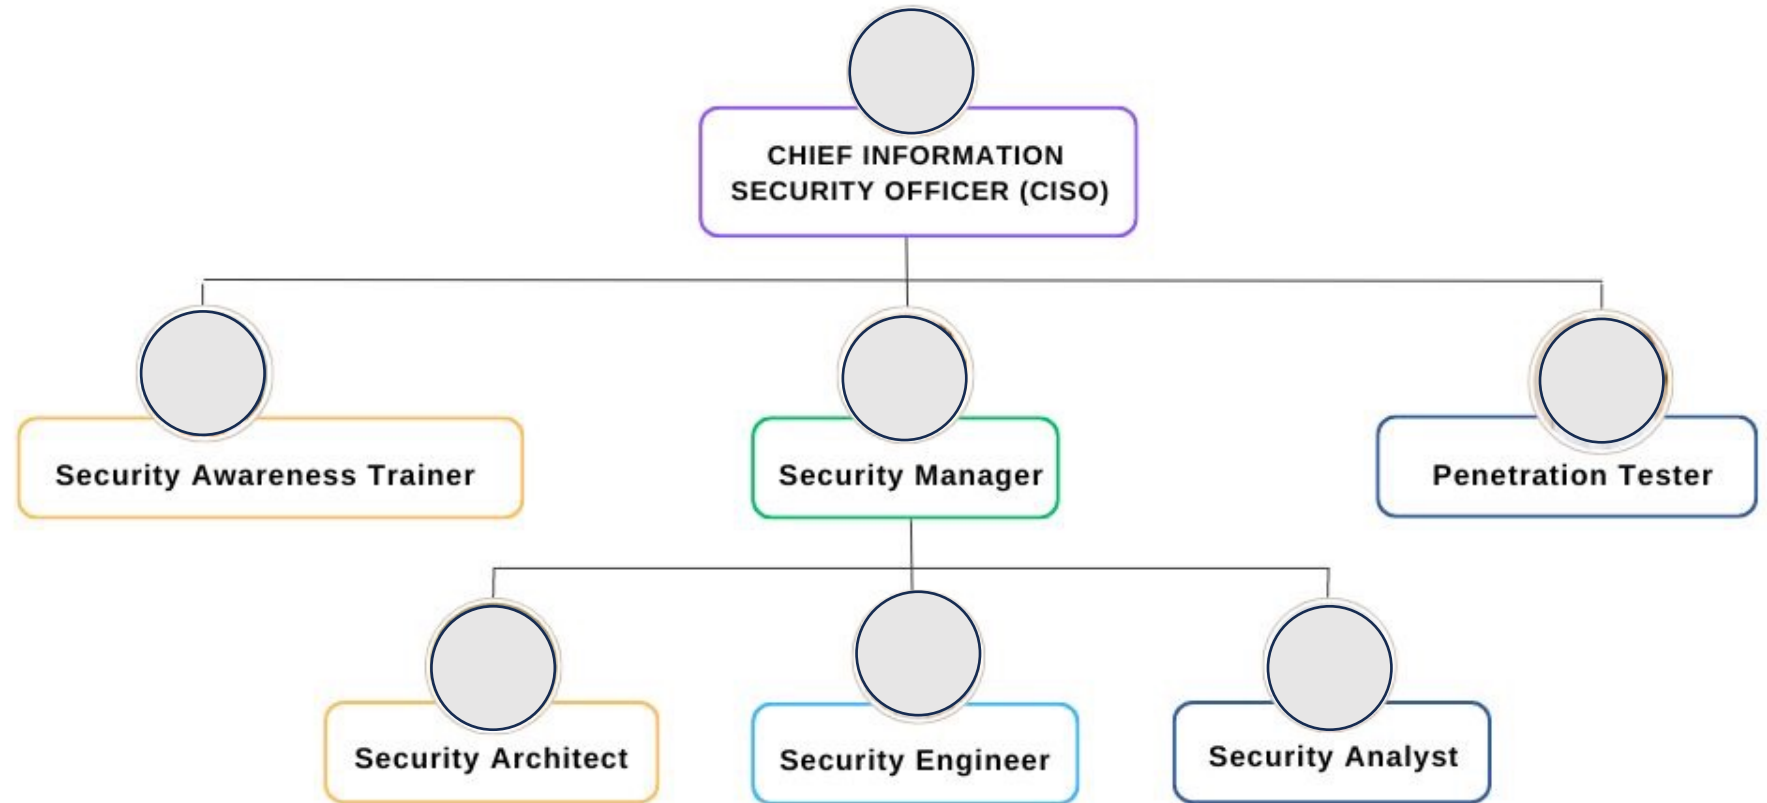 CHIEF INFORMATION
SECURITY OFFICER (CISO)
Security Awareness Trainer
Security Manager
Penetration Tester
Security Architect
Security Engineer
Security Analyst